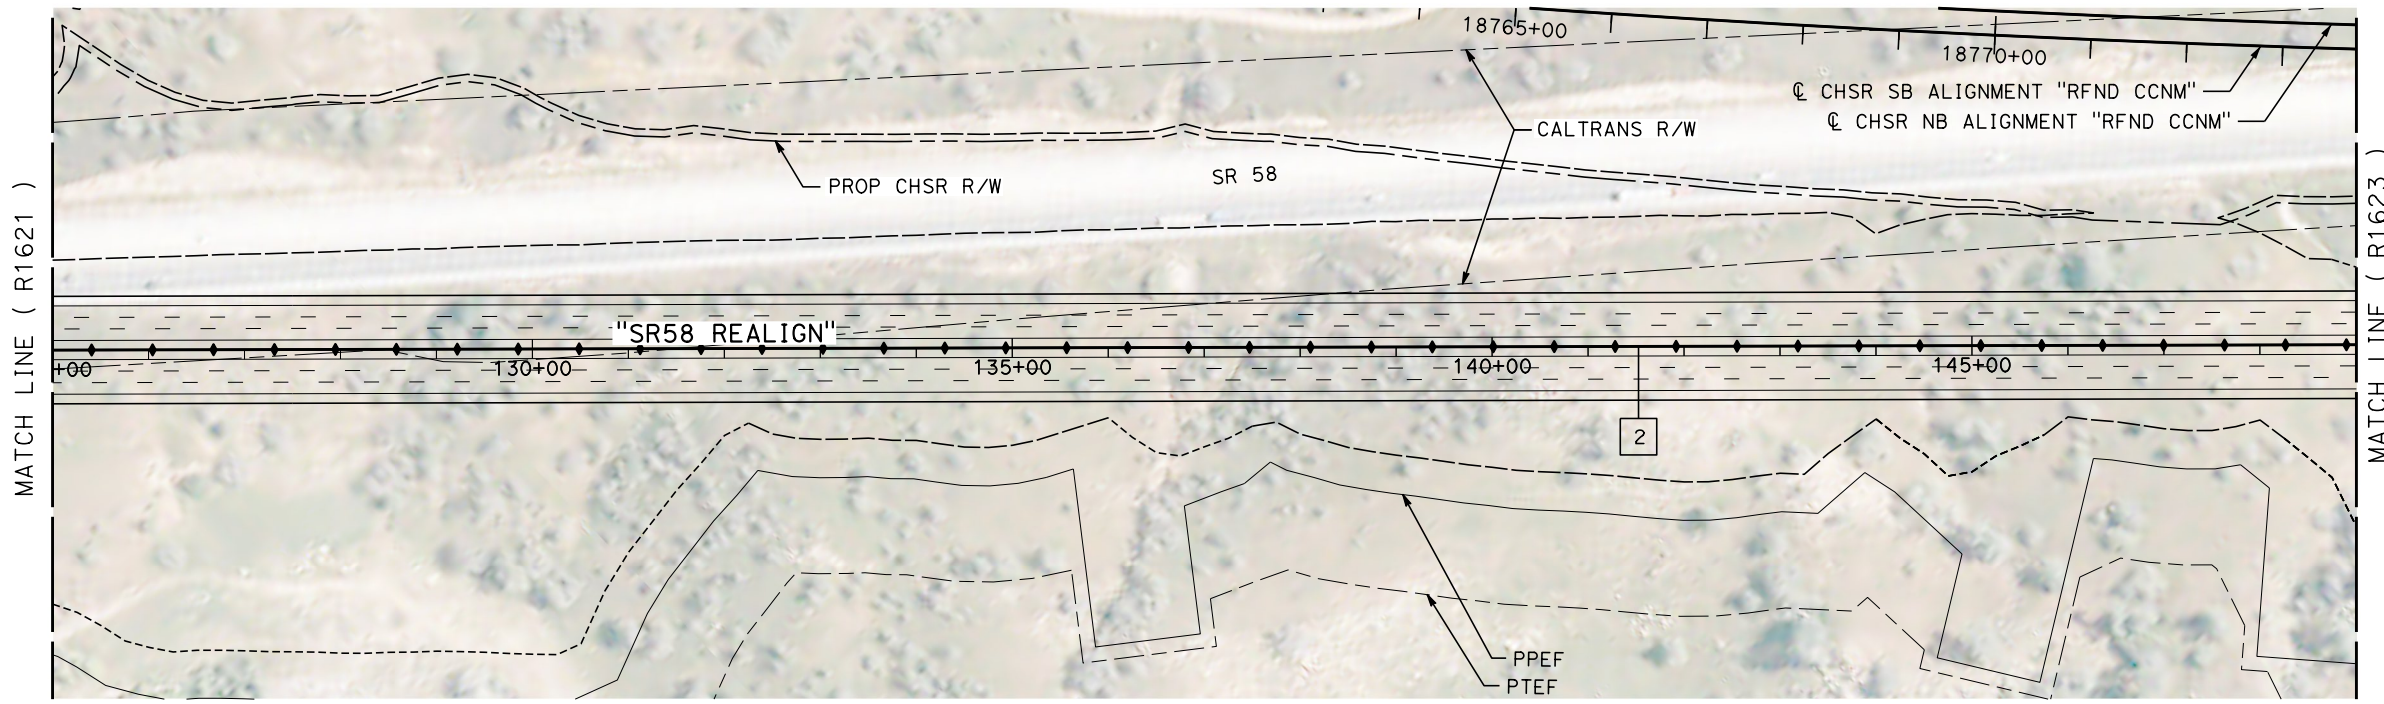 18765+00
18770+00
℄ CHSR SB ALIGNMENT "RFND CCNM"
℄ CHSR NB ALIGNMENT "RFND CCNM"
CALTRANS R/W
SR 58
PROP CHSR R/W
MATCH LINE ( R1621 )
MATCH LINE ( R1623 )
"SR58 REALIGN"
+00
130+00
135+00
140+00
145+00
2
PPEF
PTEF